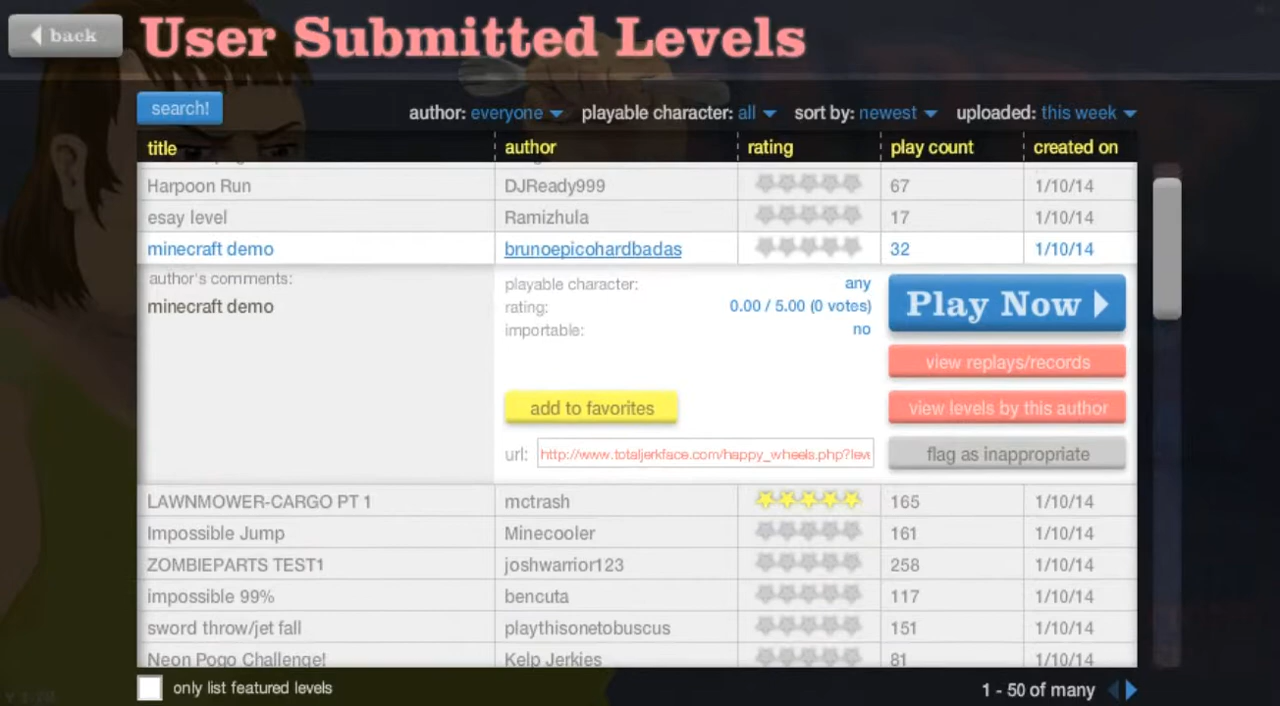 back
User Submitted Levels
search!
author: everyone playable character: all sort by: newest uploaded: this week
title author rating play count created on
Harpoon Run DJReady999 67 1/10/14
esay level Ramizhula 17 1/10/14
minecraft demo brunoepicohardbadas 32 1/10/14
author's comments:
minecraft demo
playable character: any
rating: 0.00 / 5.00 (0 votes)
importable: no
Play Now
view replays/records
add to favorites
view levels by this author
url: http://www.totaljerkface.com/happy_wheels.php?leve
flag as inappropriate
LAWNMOWER-CARGO PT 1 mctrash 165 1/10/14
Impossible Jump Minecooler 161 1/10/14
ZOMBIEPARTS TEST1 joshwarrior123 258 1/10/14
impossible 99% bencuta 117 1/10/14
sword throw/jet fall playthisonetobuscus 151 1/10/14
Neon Pogo Challenge! Kelp Jerkies 81 1/10/14
only list featured levels
1 - 50 of many